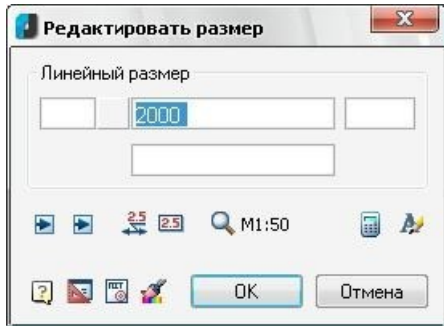 Редактировать размер
Линейный размер
2000
2.5 2.5 М1:50
OK Отмена